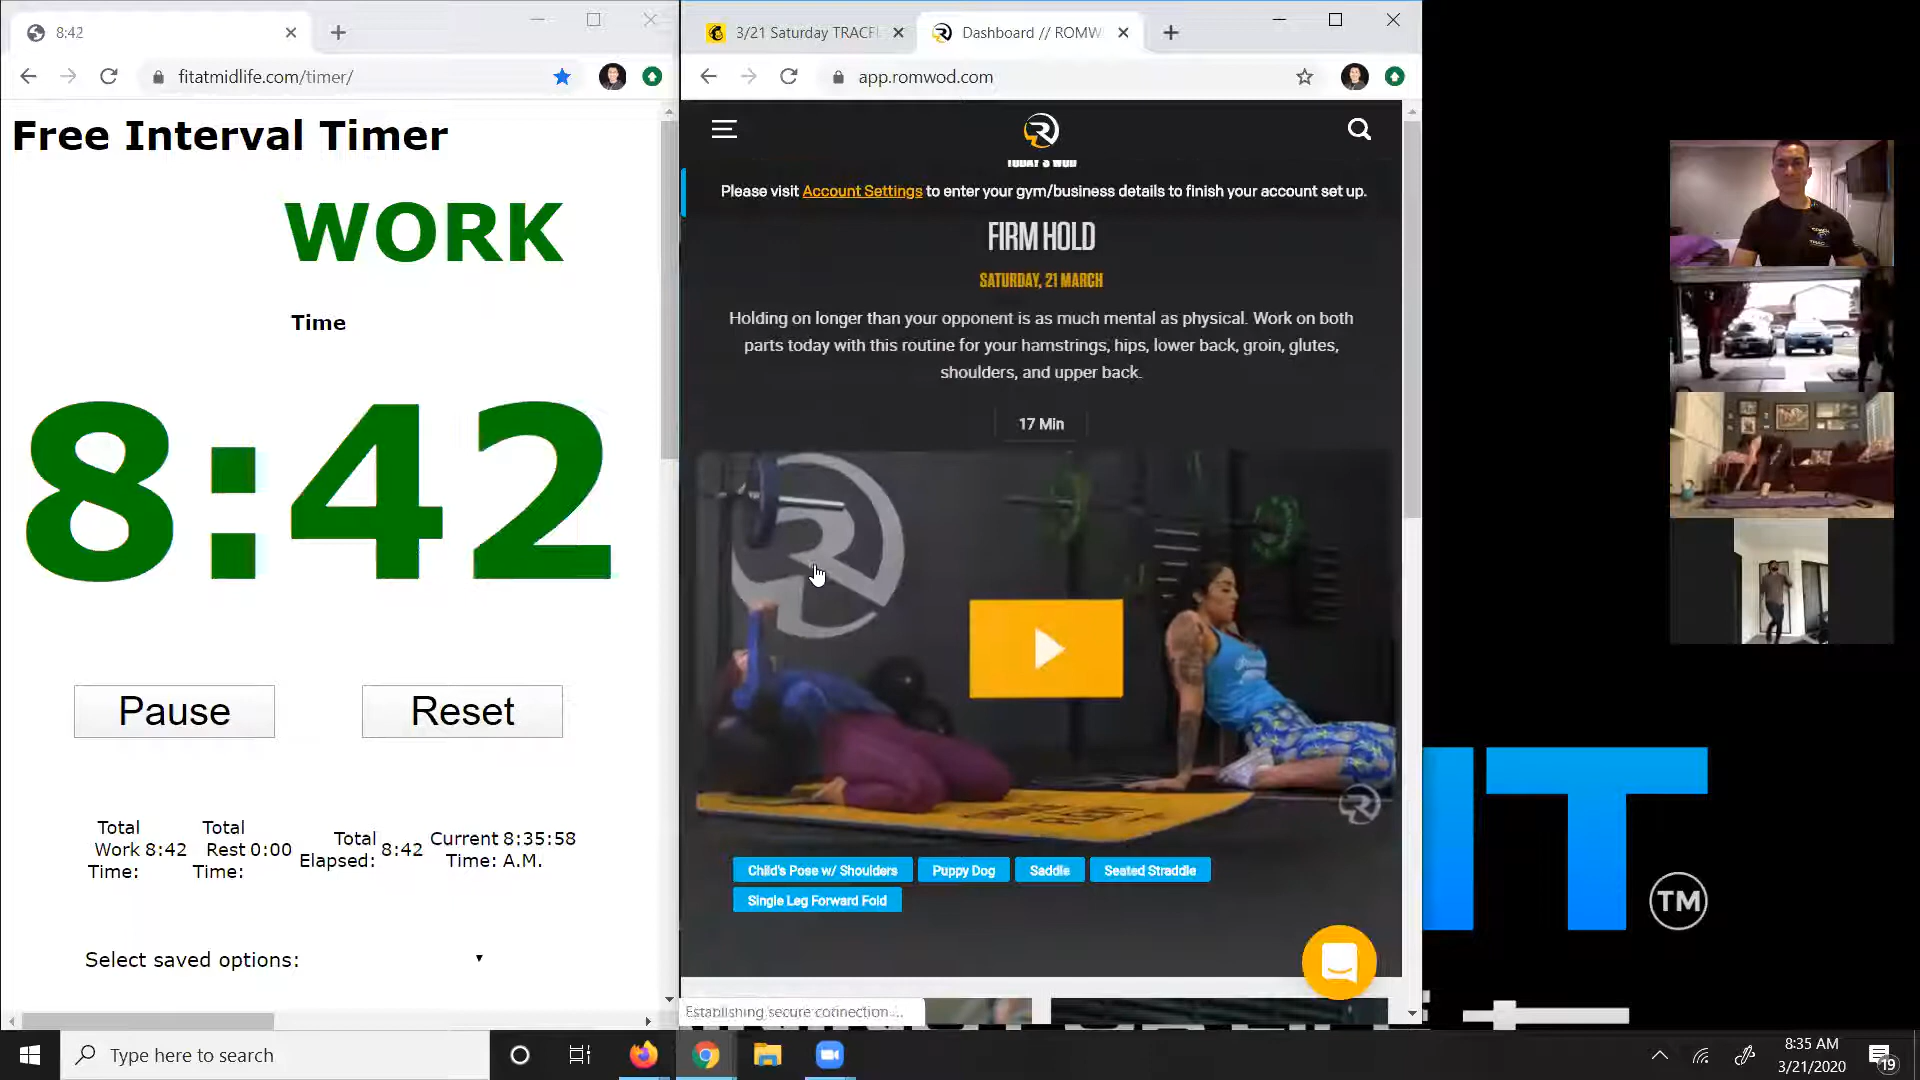 8:42
fitatmidlife.com/timer/
Free Interval Timer
WORK
Time
8:42
Pause
Reset
Total Work Time: 8:42
Total Rest Time: 0:00
Total Elapsed: 8:42
Current Time: 8:35:58 A.M.
Select saved options:
3/21 Saturday
Dashboard // ROMW
app.romwod.com
TODAY'S WOD
Please visit Account Settings to enter your gym/business details to finish your account set up.
FIRM HOLD
SATURDAY, 21 MARCH
Holding on longer than your opponent is as much mental as physical. Work on both
parts today with this routine for your hamstrings, hips, lower back, groin, glutes,
shoulders, and upper back.
17 Min
Child's Pose w/ Shoulders
Puppy Dog
Saddle
Seated Straddle
Single Leg Forward Fold
Establishing secure connection...
IT
TM
Type here to search
8:35 AM
3/21/2020
19